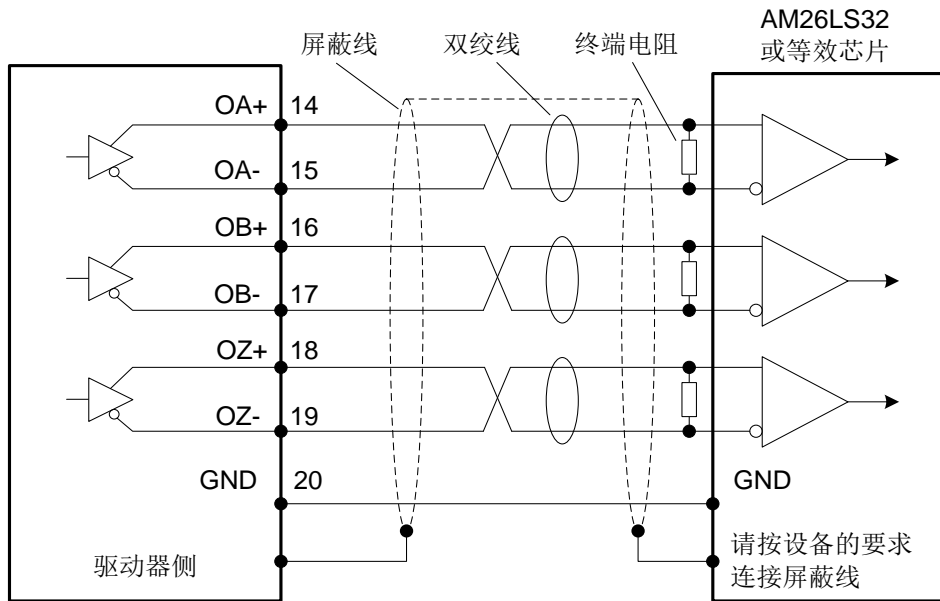 AM26LS32
或等效芯片
屏蔽线
双绞线
终端电阻
OA+
14
OA-
15
OB+
16
OB-
17
OZ+
18
OZ-
19
GND
20
GND
驱动器侧
请按设备的要求
连接屏蔽线